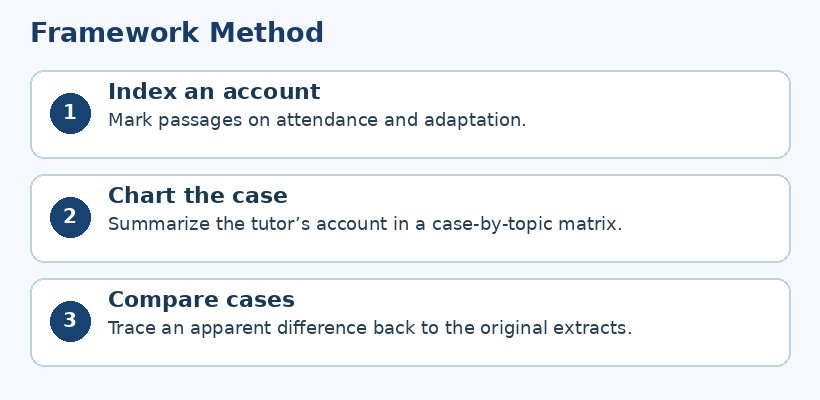 Framework Method
1
Index an account
Mark passages on attendance and adaptation.
2
Chart the case
Summarize the tutor’s account in a case-by-topic matrix.
3
Compare cases
Trace an apparent difference back to the original extracts.